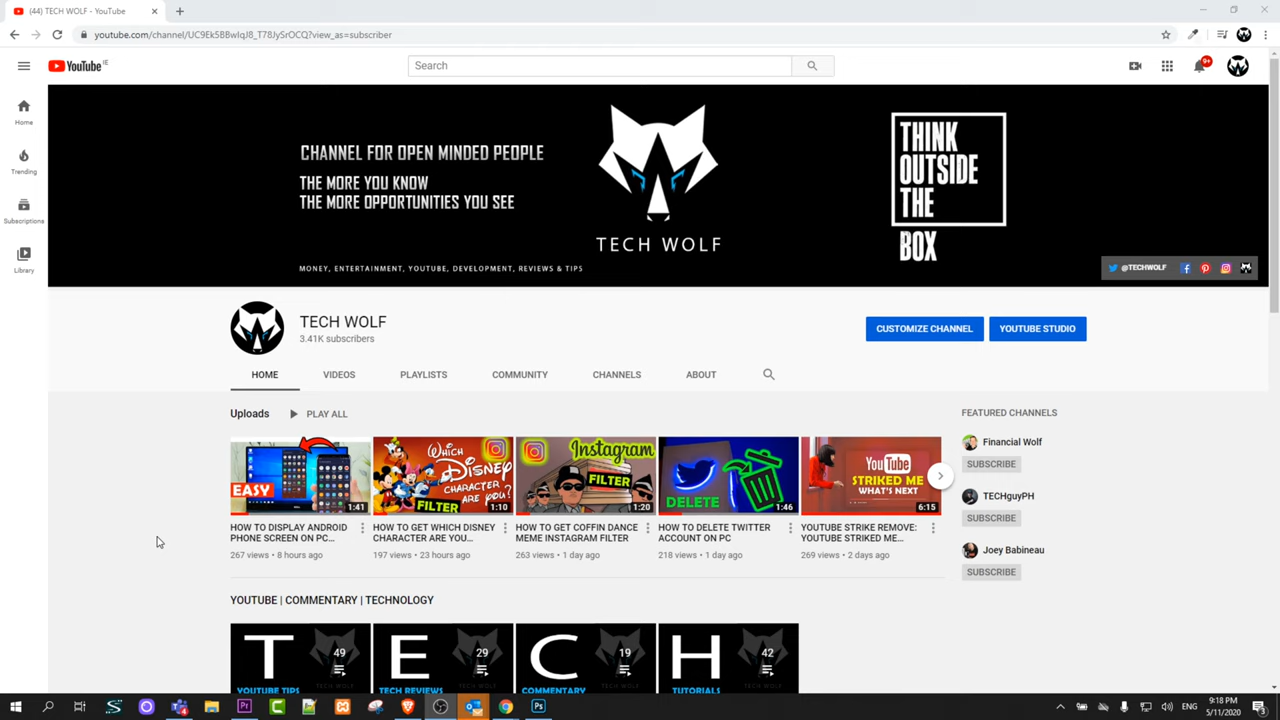 (44) TECH WOLF - YouTube
youtube.com/channel/UC9Ek5BBwIqJ8_T78JySrOCQ?view_as=subscriber
YouTube IE
Search
9+
Home
Trending
Subscriptions
Library
CHANNEL FOR OPEN MINDED PEOPLE
THE MORE YOU KNOW
THE MORE OPPORTUNITIES YOU SEE
MONEY, ENTERTAINMENT, YOUTUBE, DEVELOPMENT, REVIEWS & TIPS
TECH WOLF
THINK
OUTSIDE
THE
BOX
@TECHWOLF
TECH WOLF
3.41K subscribers
CUSTOMIZE CHANNEL
YOUTUBE STUDIO
HOME VIDEOS PLAYLISTS COMMUNITY CHANNELS ABOUT
Uploads PLAY ALL
EASY
1:41
HOW TO DISPLAY ANDROID
PHONE SCREEN ON PC...
267 views • 8 hours ago
Which
DISNEY
CHARACTER
ARE YOU?
FILTER
1:10
HOW TO GET WHICH DISNEY
CHARACTER ARE YOU...
197 views • 23 hours ago
Instagram
FILTER
1:20
HOW TO GET COFFIN DANCE
MEME INSTAGRAM FILTER
263 views • 1 day ago
DELETE
1:46
HOW TO DELETE TWITTER
ACCOUNT ON PC
218 views • 1 day ago
YouTube
STRIKED ME
WHAT'S NEXT
6:15
YOUTUBE STRIKE REMOVE:
YOUTUBE STRIKED ME...
269 views • 2 days ago
FEATURED CHANNELS
Financial Wolf
SUBSCRIBE
TECHguyPH
SUBSCRIBE
Joey Babineau
SUBSCRIBE
YOUTUBE | COMMENTARY | TECHNOLOGY
T
49
YOUTUBE TIPS
E
29
TECH REVIEWS
C
19
COMMENTARY
H
42
TUTORIALS
ENG
9:18 PM
5/11/2020
3